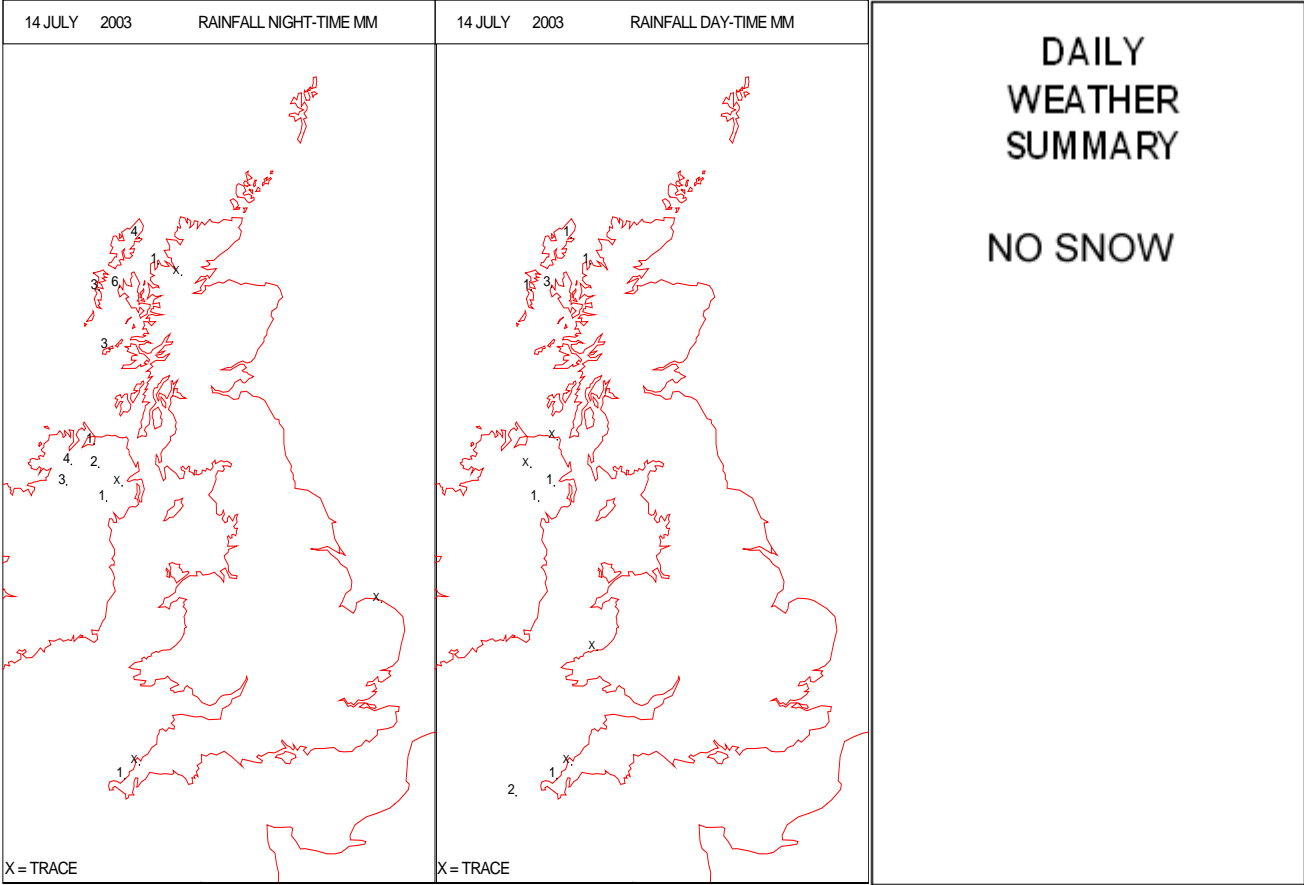 14 JULY 2003 RAINFALL NIGHT-TIME MM
4
1
X
3 6
3
1
4 2
3 X
1
X
X
1
X = TRACE
14 JULY 2003 RAINFALL DAY-TIME MM
1
1
1 3
X
X
1
1
X
X
1
2
X = TRACE
DAILY
WEATHER
SUMMARY
NO SNOW